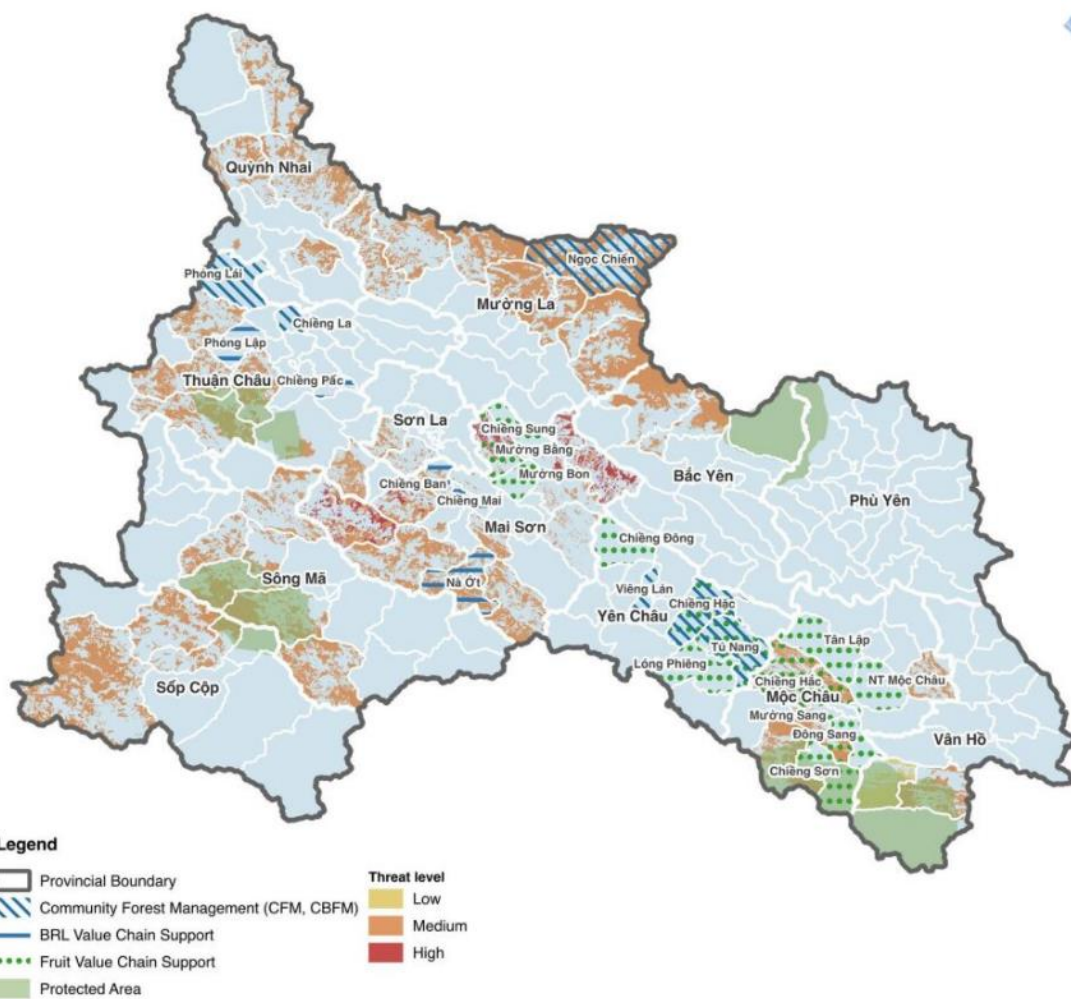 Quỳnh Nhai
Ngọc Chiến
Phỏng Lái
Mường La
Chiềng La
Phỏng Lập
Thuận Châu
Chiềng Pấc
Sơn La
Chiềng Sung
Mường Bằng
Mường Bon
Bắc Yên
Chiềng Ban
Chiềng Mai
Phù Yên
Mai Sơn
Chiềng Đông
Sông Mã
Nà Ớt
Viêng Lán
Chiềng Hặc
Yên Châu
Tú Nang
Tân Lập
Lóng Phiêng
Chiềng Hắc
NT Mộc Châu
Sốp Cộp
Mộc Châu
Mường Sang
Đông Sang
Vân Hồ
Chiềng Sơn
Legend
Provincial Boundary
Community Forest Management (CFM, CBFM)
BRL Value Chain Support
Fruit Value Chain Support
Protected Area
Threat level
Low
Medium
High